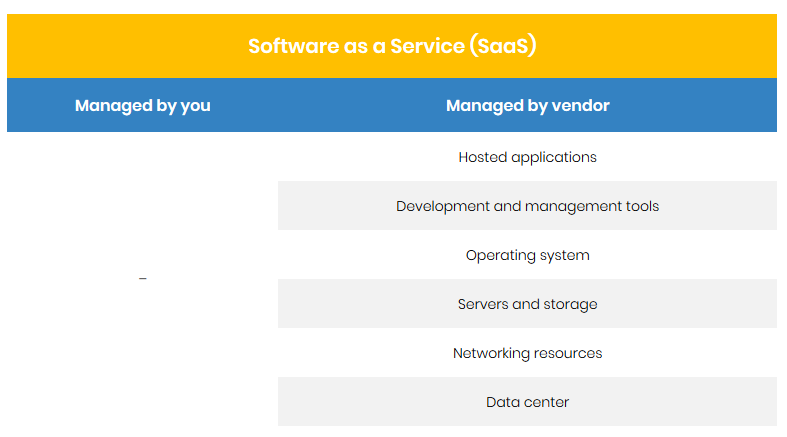 Software as a Service (SaaS)
Managed by you
Managed by vendor
Hosted applications
Development and management tools
Operating system
–
Servers and storage
Networking resources
Data center